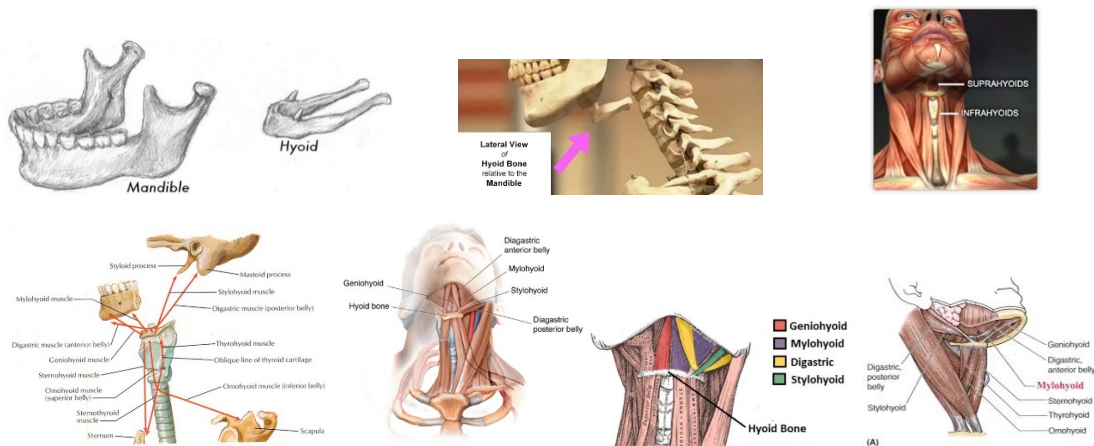 Mandible
Hyoid
Lateral View
of
Hyoid Bone
relative to the
Mandible
SUPRAHYOIDS
INFRAHYOIDS
Styloid process
Mastoid process
Mylohyoid muscle
Stylohyoid muscle
Digastric muscle (posterior belly)
Digastric muscle (anterior belly)
Geniohyoid muscle
Sternohyoid muscle
Omohyoid muscle
(superior belly)
Sternothyroid
muscle
Sternum
Thyrohyoid muscle
Oblique line of thyroid cartilage
Omohyoid muscle (inferior belly)
Scapula
Diagastric
anterior belly
Mylohyoid
Stylohyoid
Geniohyoid
Hyoid bone
Diagastric
posterior belly
Geniohyoid
Mylohyoid
Digastric
Stylohyoid
Hyoid Bone
Digastric,
posterior belly
Stylohyoid
Geniohyoid
Digastric,
anterior belly
Mylohyoid
Sternohyoid
Thyrohyoid
Omohyoid
(A)